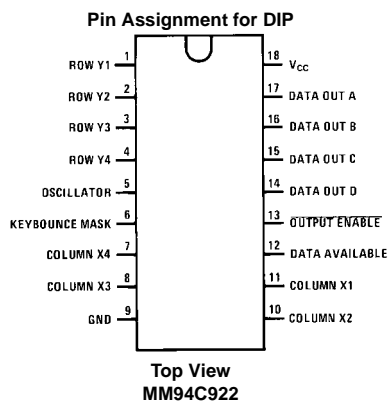 Pin Assignment for DIP
ROW Y1 1 18 VCC
ROW Y2 2 17 DATA OUT A
ROW Y3 3 16 DATA OUT B
ROW Y4 4 15 DATA OUT C
OSCILLATOR 5 14 DATA OUT D
KEYBOUNCE MASK 6 13 OUTPUT ENABLE
COLUMN X4 7 12 DATA AVAILABLE
COLUMN X3 8 11 COLUMN X1
GND 9 10 COLUMN X2
Top View
MM94C922